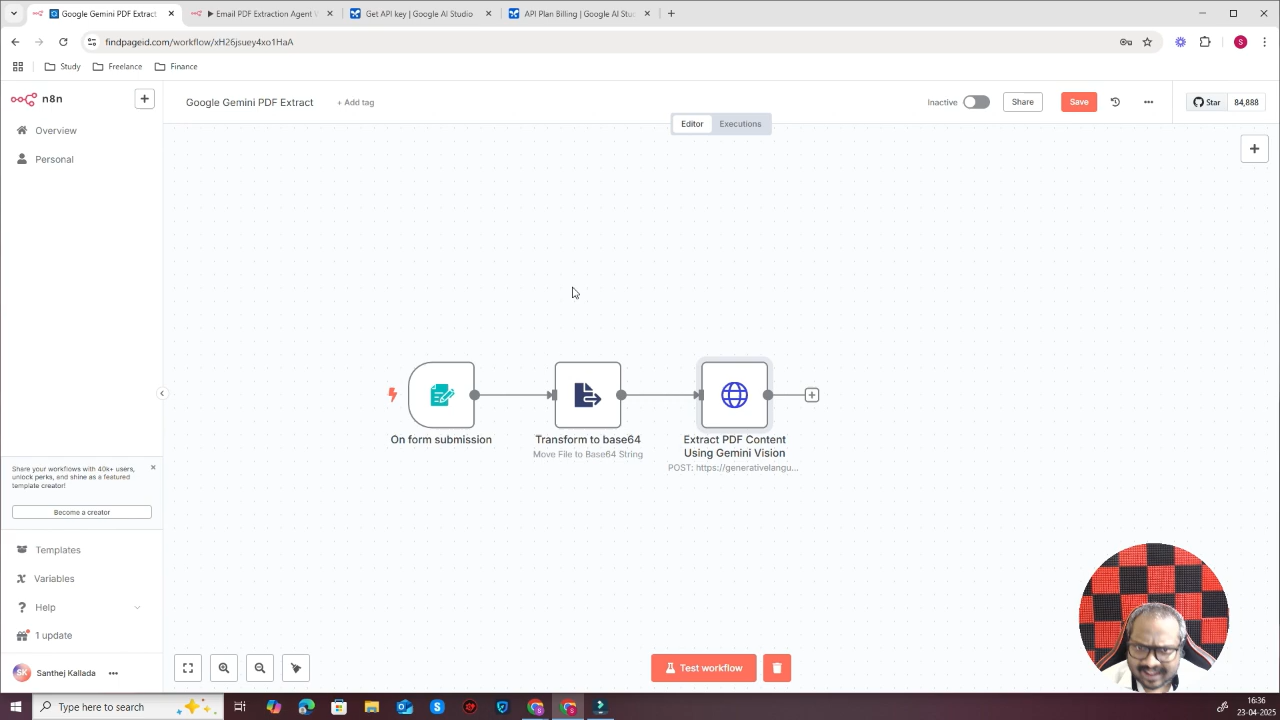 Google Gemini PDF Extract
Email PDF Extraction Agent
Get API key | Google AI Studio
API Plan Billing | Google AI Stu
findpageid.com/workflow/xH26jsuey4xo1HaA
S
Study
Freelance
Finance
n8n
Google Gemini PDF Extract
+ Add tag
Inactive
Share
Save
Star
84,888
Editor
Executions
Overview
Personal
On form submission
Transform to base64
Move File to Base64 String
Extract PDF Content
Using Gemini Vision
POST: https://generativelangu...
Share your workflows with 40k+ users,
unlock perks, and shine as a featured
template creator!
Become a creator
Templates
Variables
Help
1 update
SK
Santhej Kallada
Test workflow
Type here to search
16:36
23-04-2025